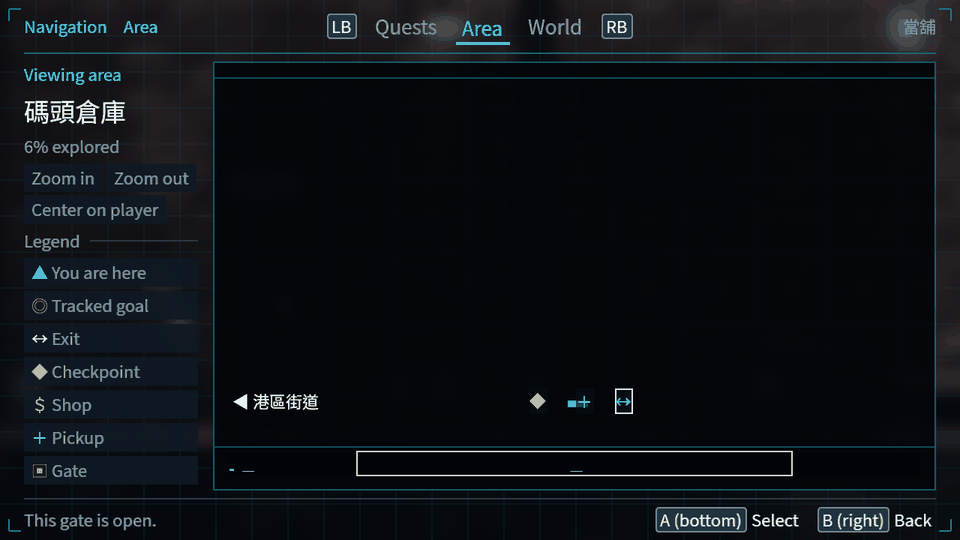 Navigation Area
LB Quests Area World RB
當舖
Viewing area
碼頭倉庫
6% explored
Zoom in Zoom out
Center on player
Legend
You are here
Tracked goal
Exit
Checkpoint
$ Shop
Pickup
Gate
港區街道
This gate is open.
A (bottom) Select B (right) Back